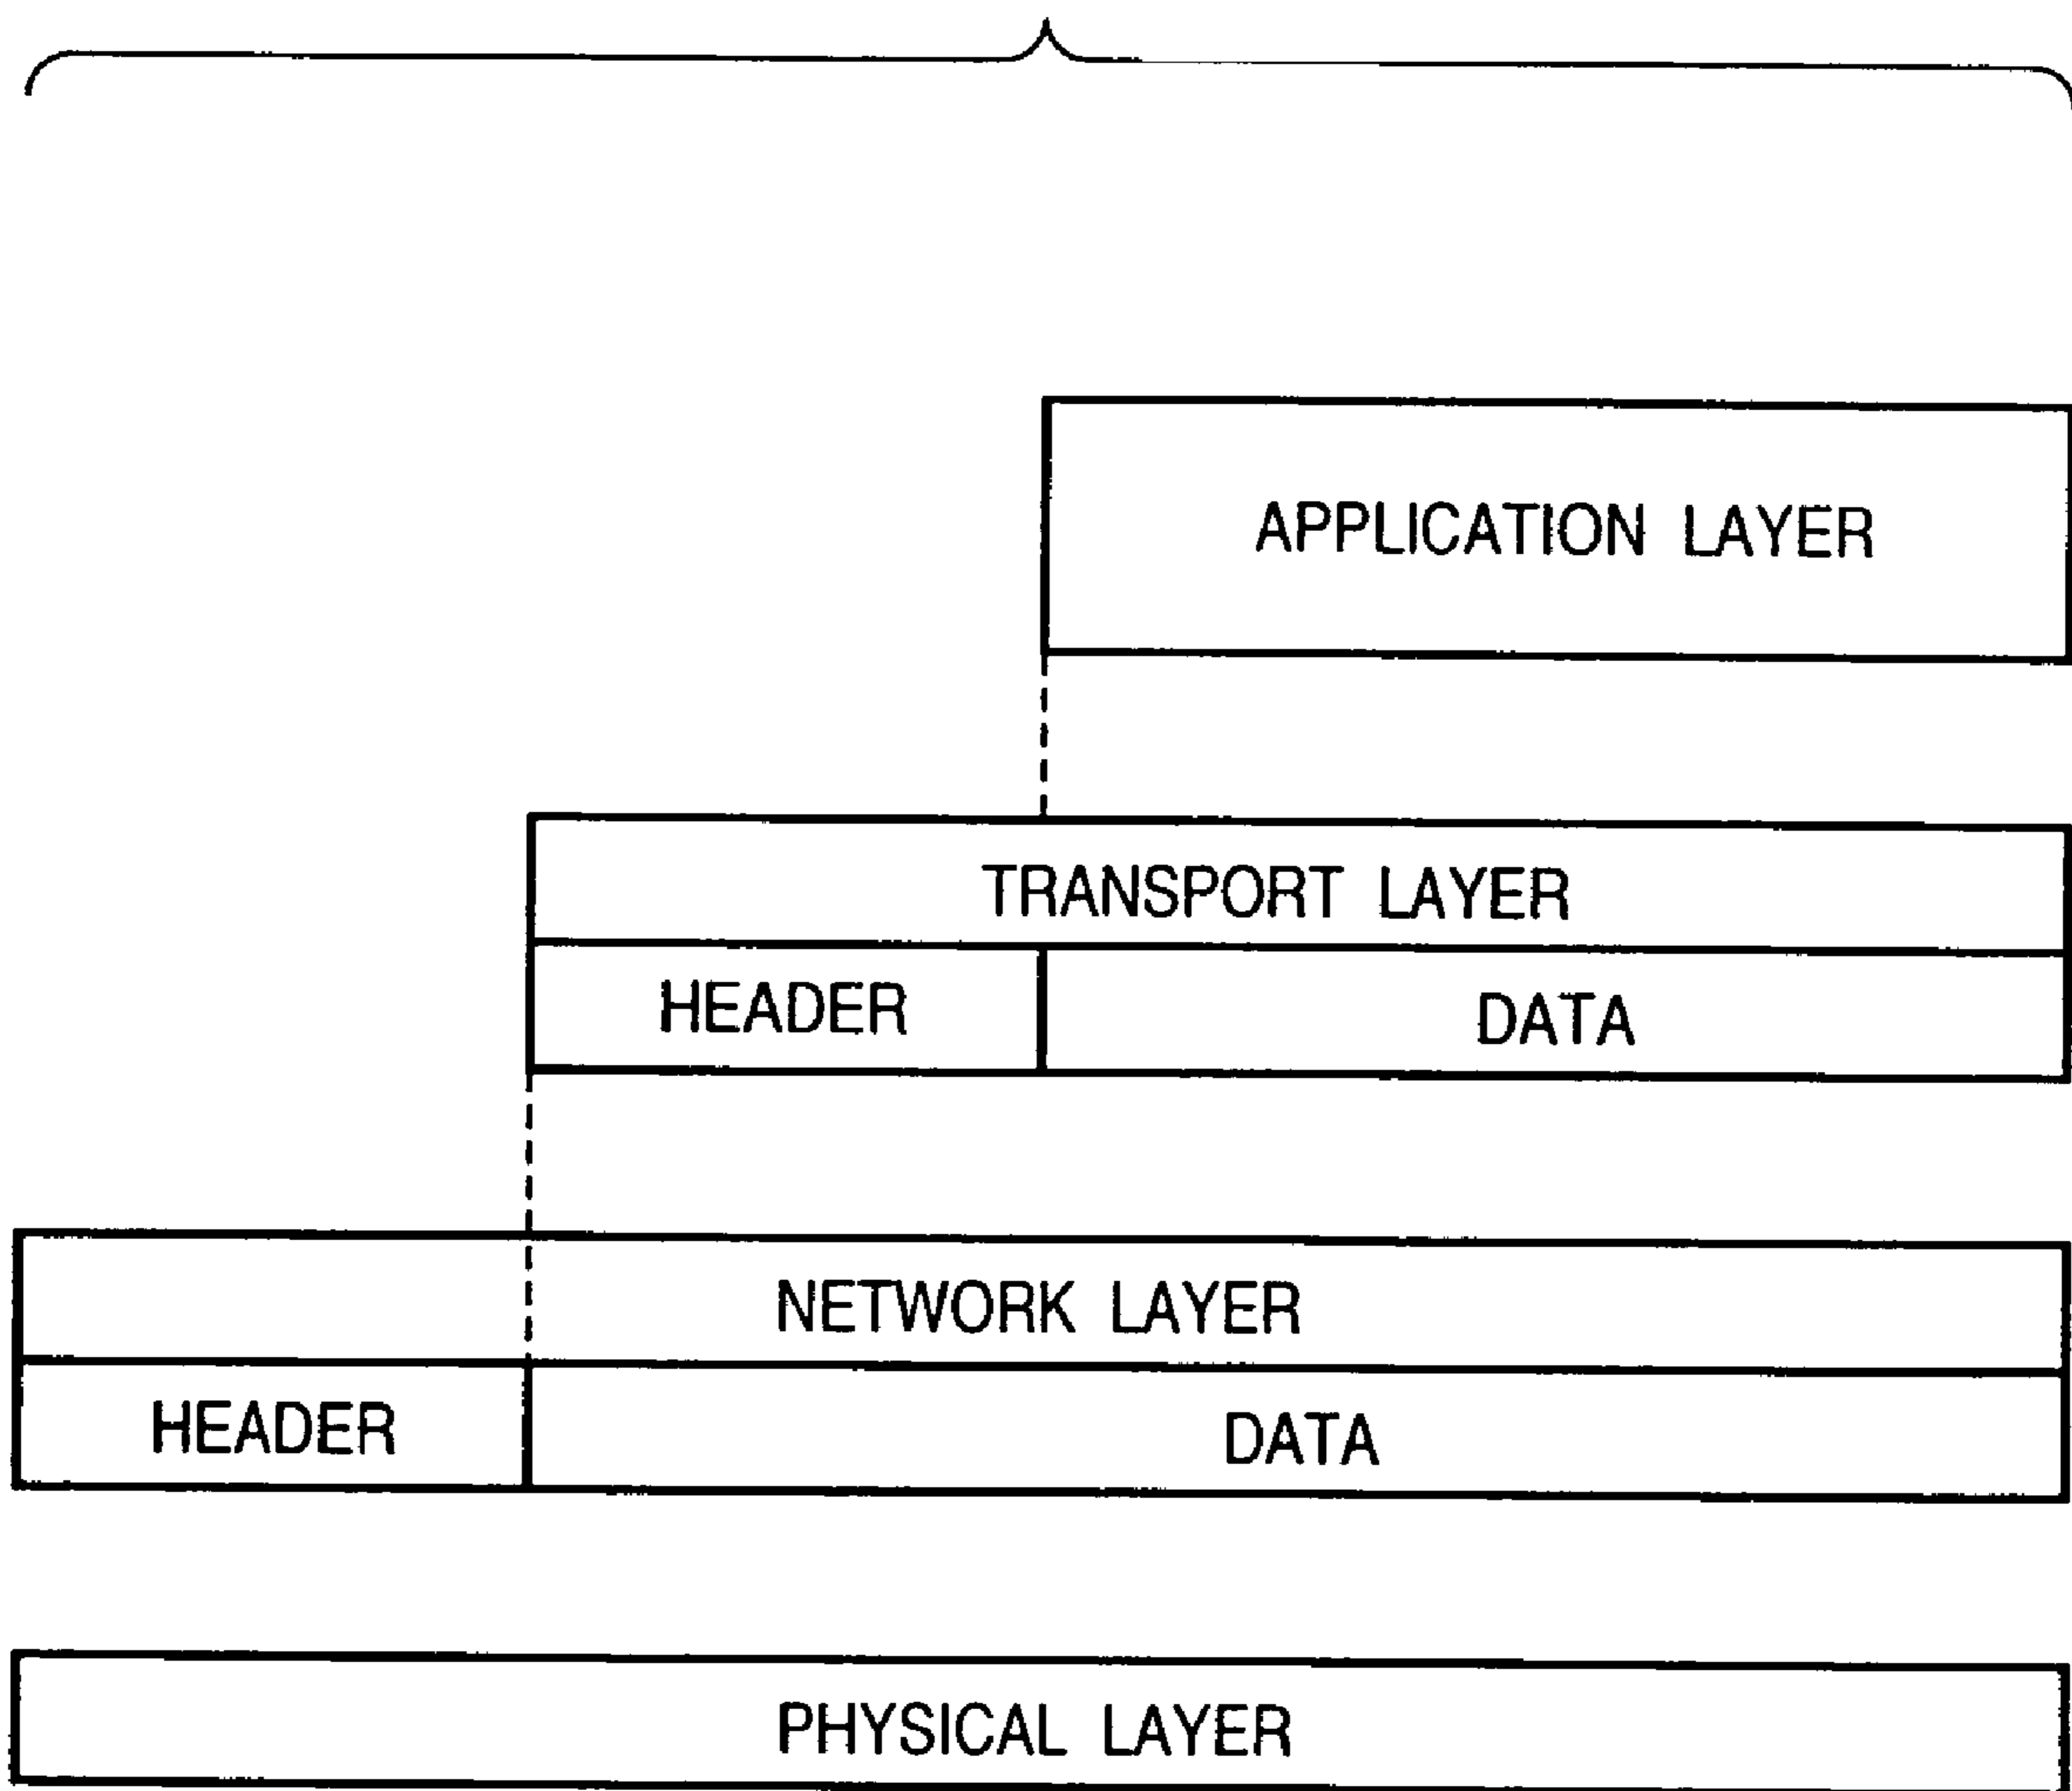 APPLICATION LAYER
TRANSPORT LAYER
HEADER
DATA
NETWORK LAYER
HEADER
DATA
PHYSICAL LAYER